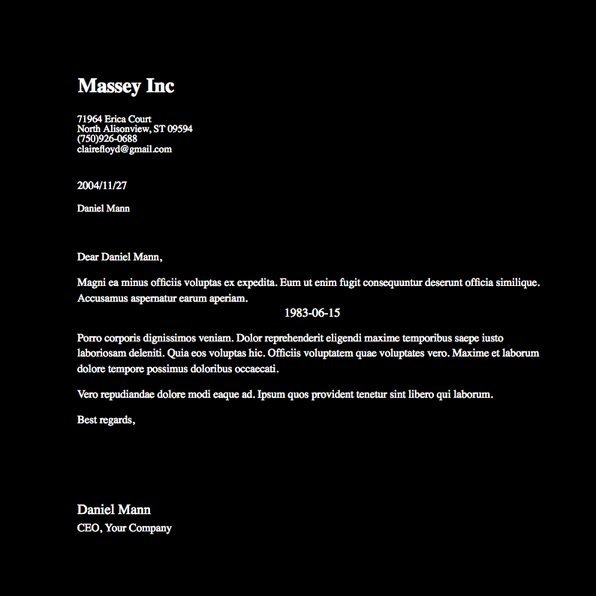 Massey Inc
71964 Erica Court
North Alisonview, ST 09594
(750)926-0688
clairefloyd@gmail.com
2004/11/27
Daniel Mann
Dear Daniel Mann,
Magni ea minus officiis voluptas ex expedita. Eum ut enim fugit consequuntur deserunt officia similique.
Accusamus aspernatur earum aperiam.
1983-06-15
Porro corporis dignissimos veniam. Dolor reprehenderit eligendi maxime temporibus saepe iusto
laboriosam deleniti. Quia eos voluptas hic. Officiis voluptatem quae voluptates vero. Maxime et laborum
dolore tempore possimus doloribus occaecati.
Vero repudiandae dolore modi eaque ad. Ipsum quos provident tenetur sint libero qui laborum.
Best regards,
Daniel Mann
CEO, Your Company